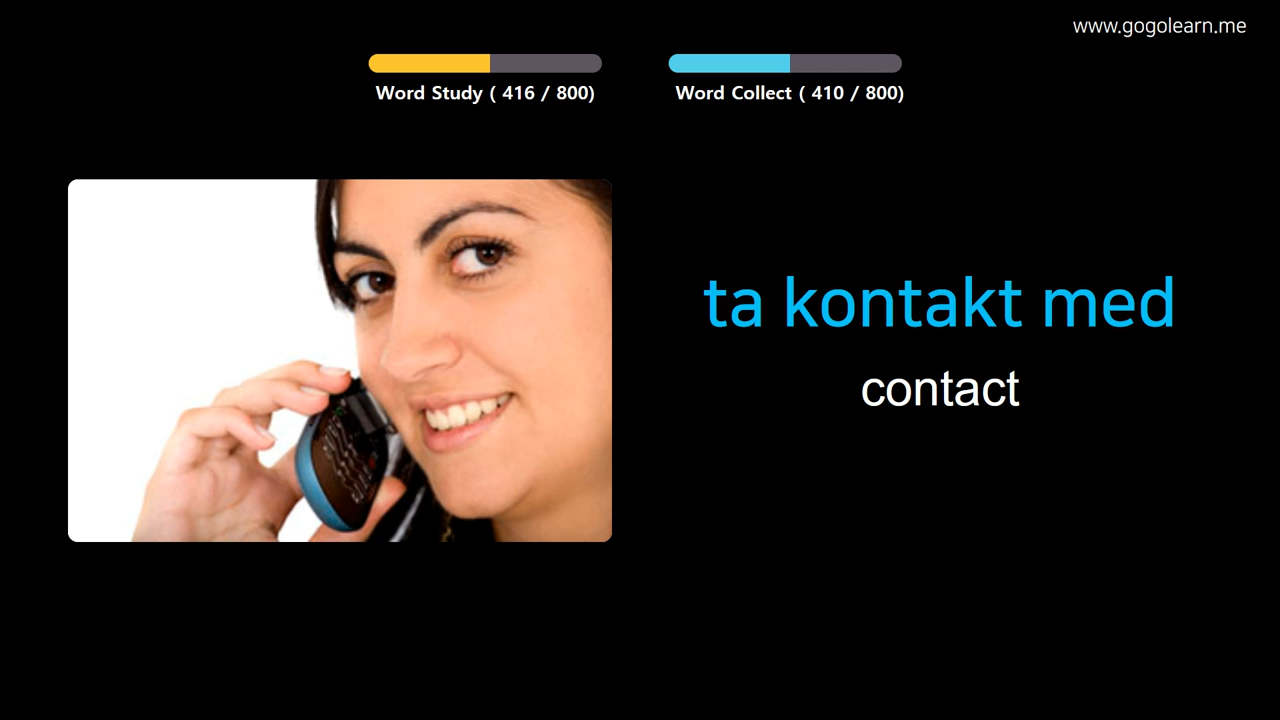 www.gogolearn.me
Word Study ( 416 / 800)
Word Collect ( 410 / 800)
ta kontakt med
contact